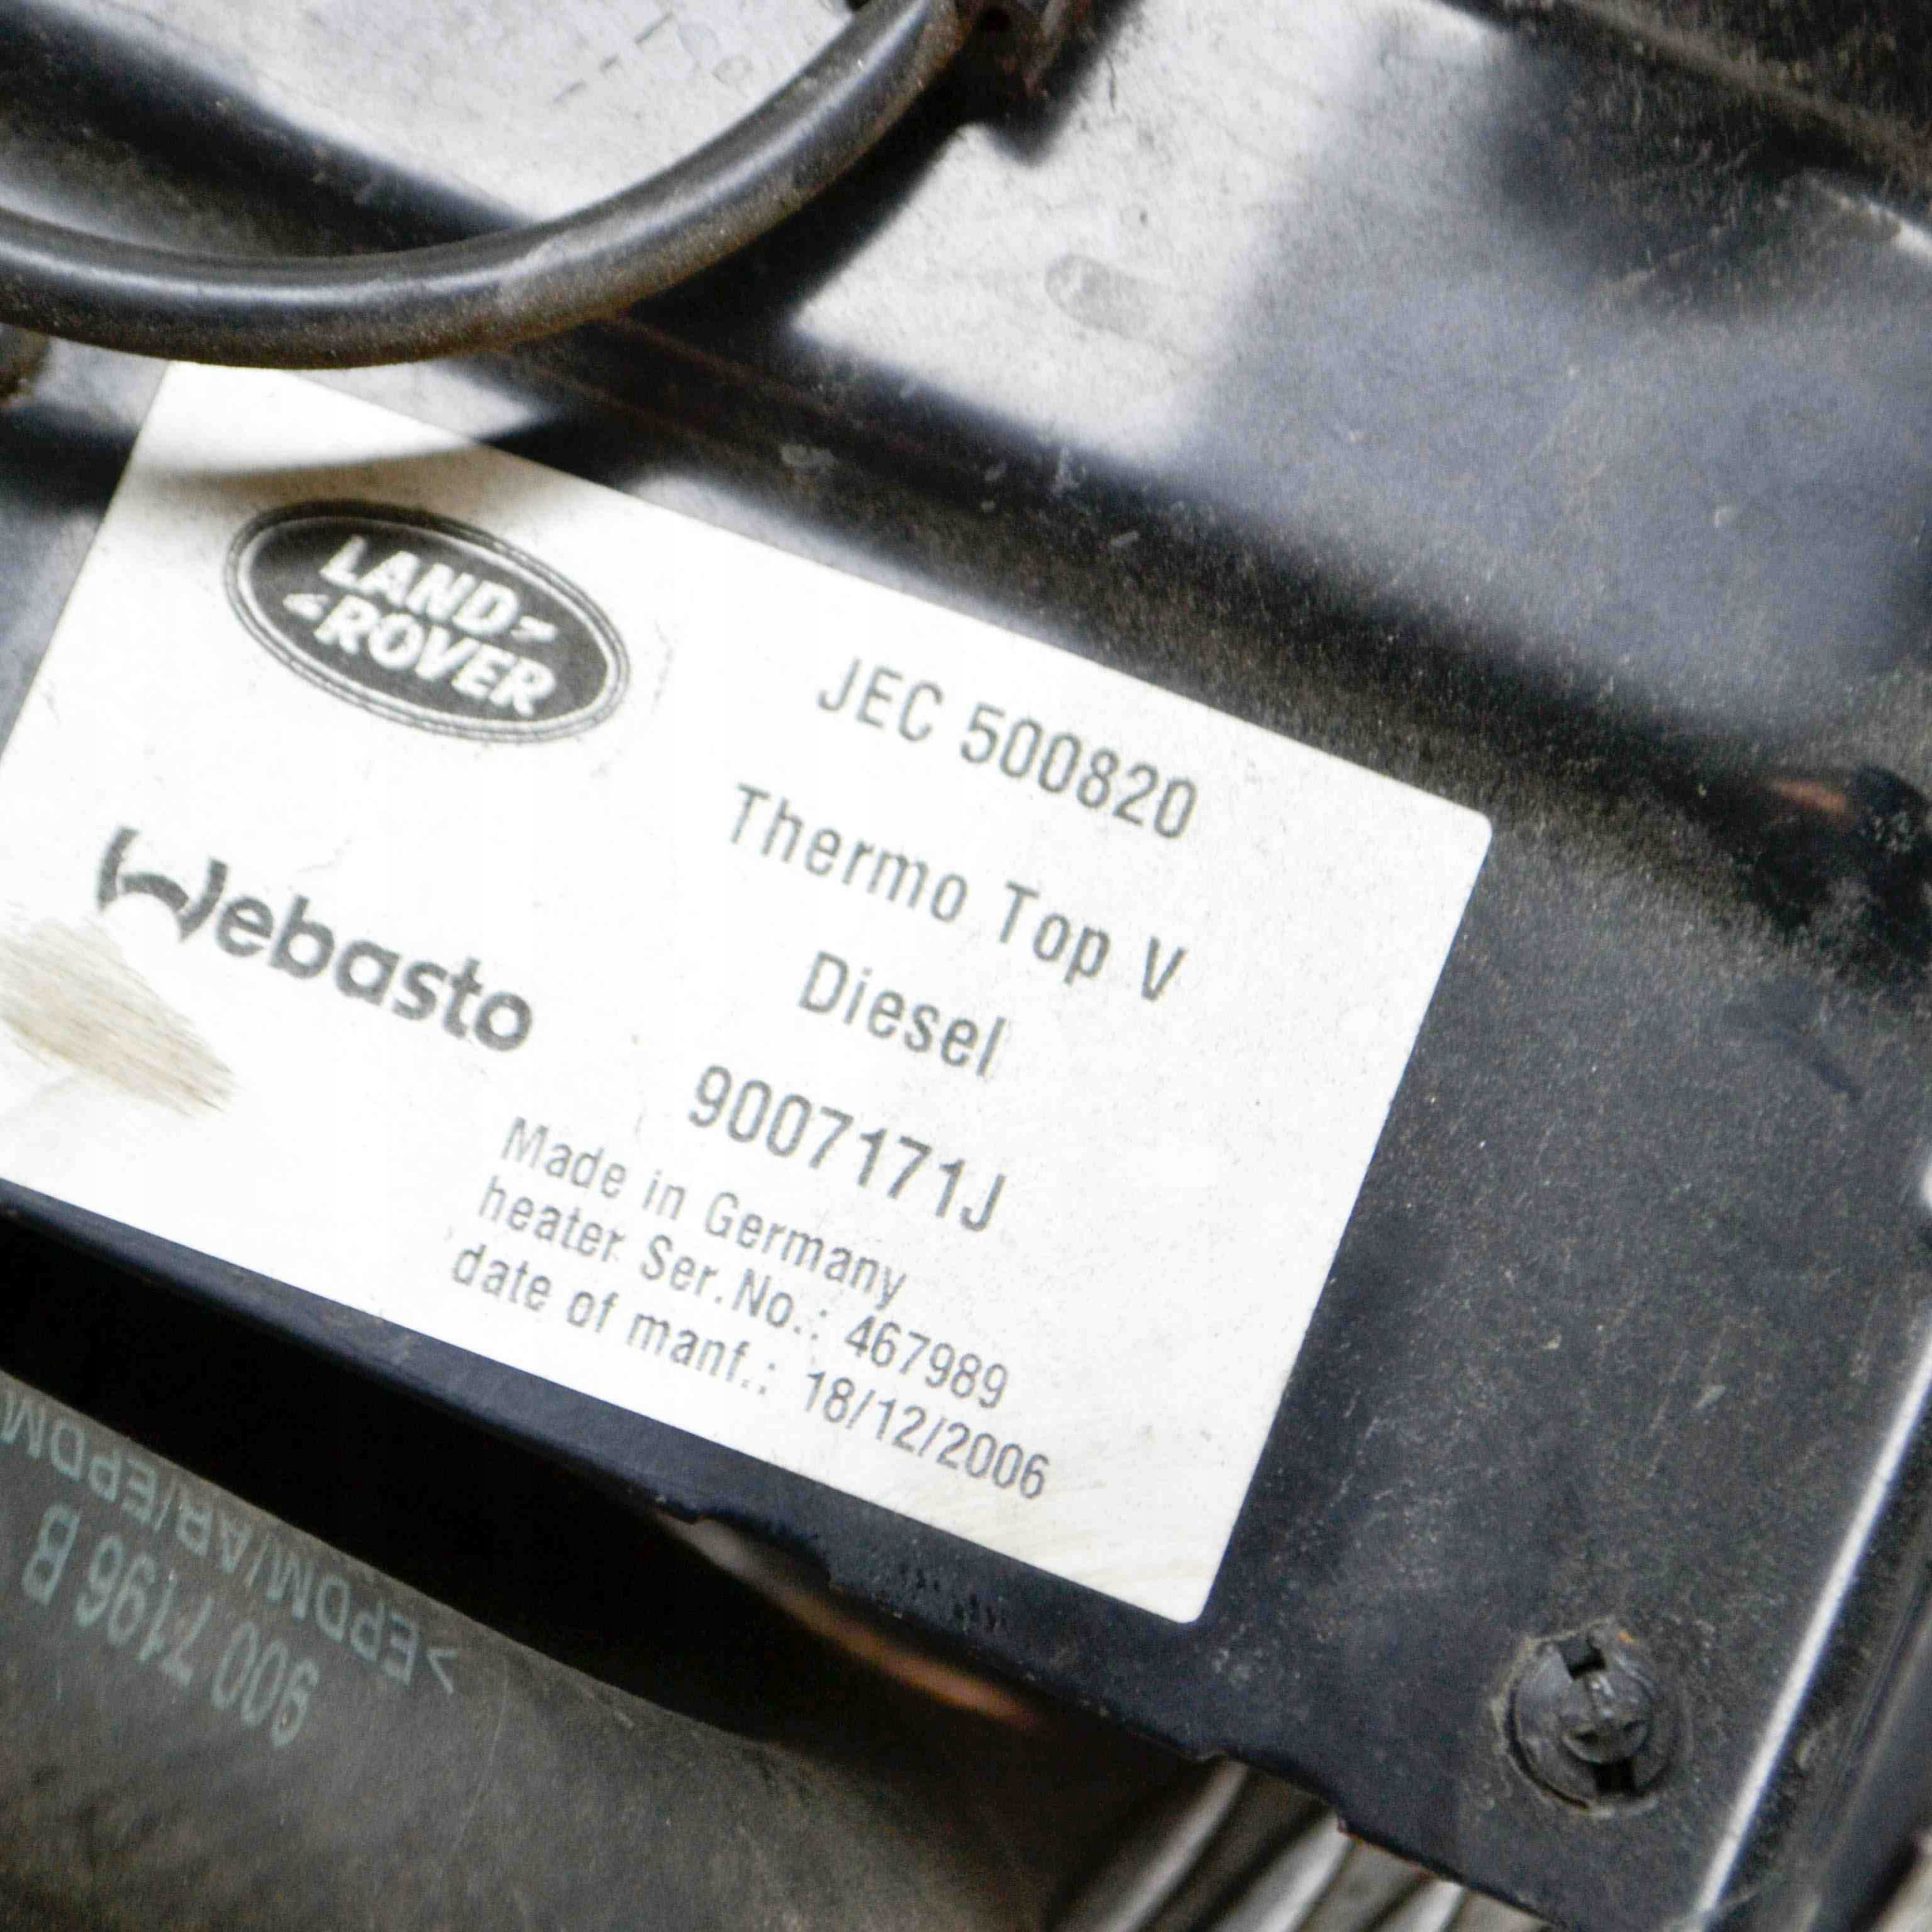 LAND
ROVER
JEC 500820
Thermo Top V
Webasto
Diesel
9007171J
Made in Germany
heater Ser.No.: 467989
date of manf.: 18/12/2006
>EPDM/AR/EPDM
900 7196 B